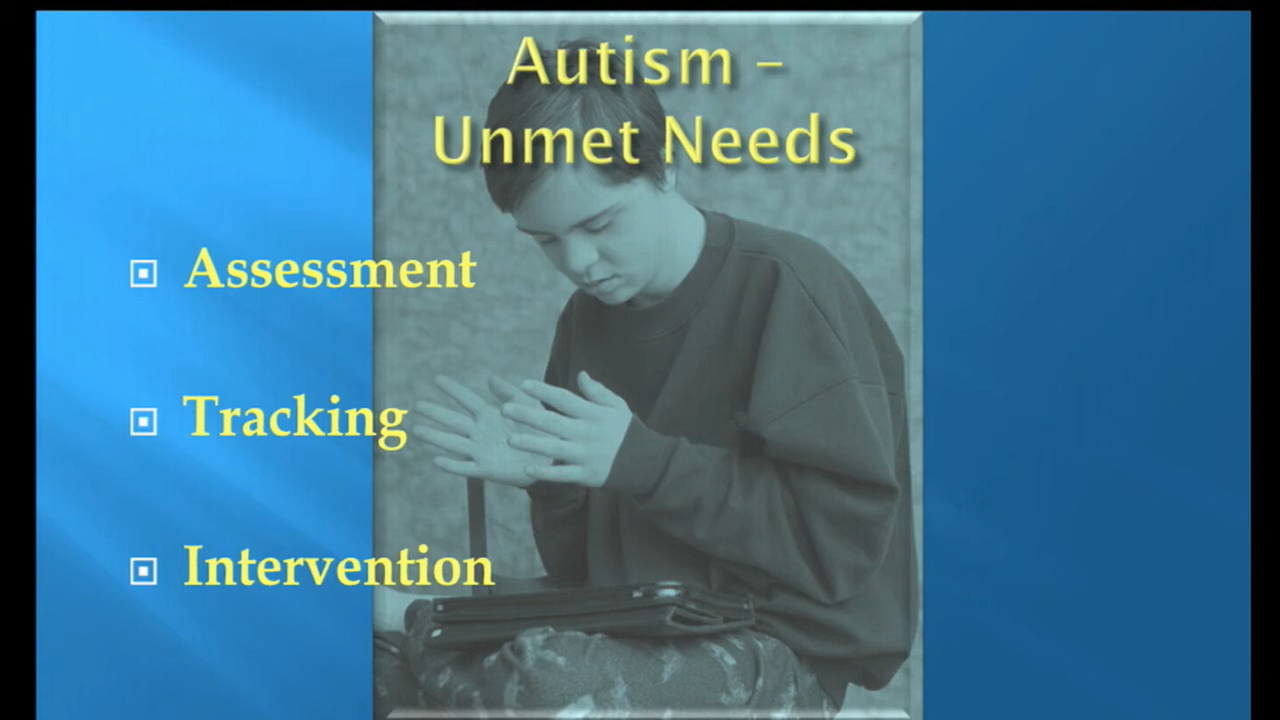 Autism –
Unmet Needs
Assessment
Tracking
Intervention